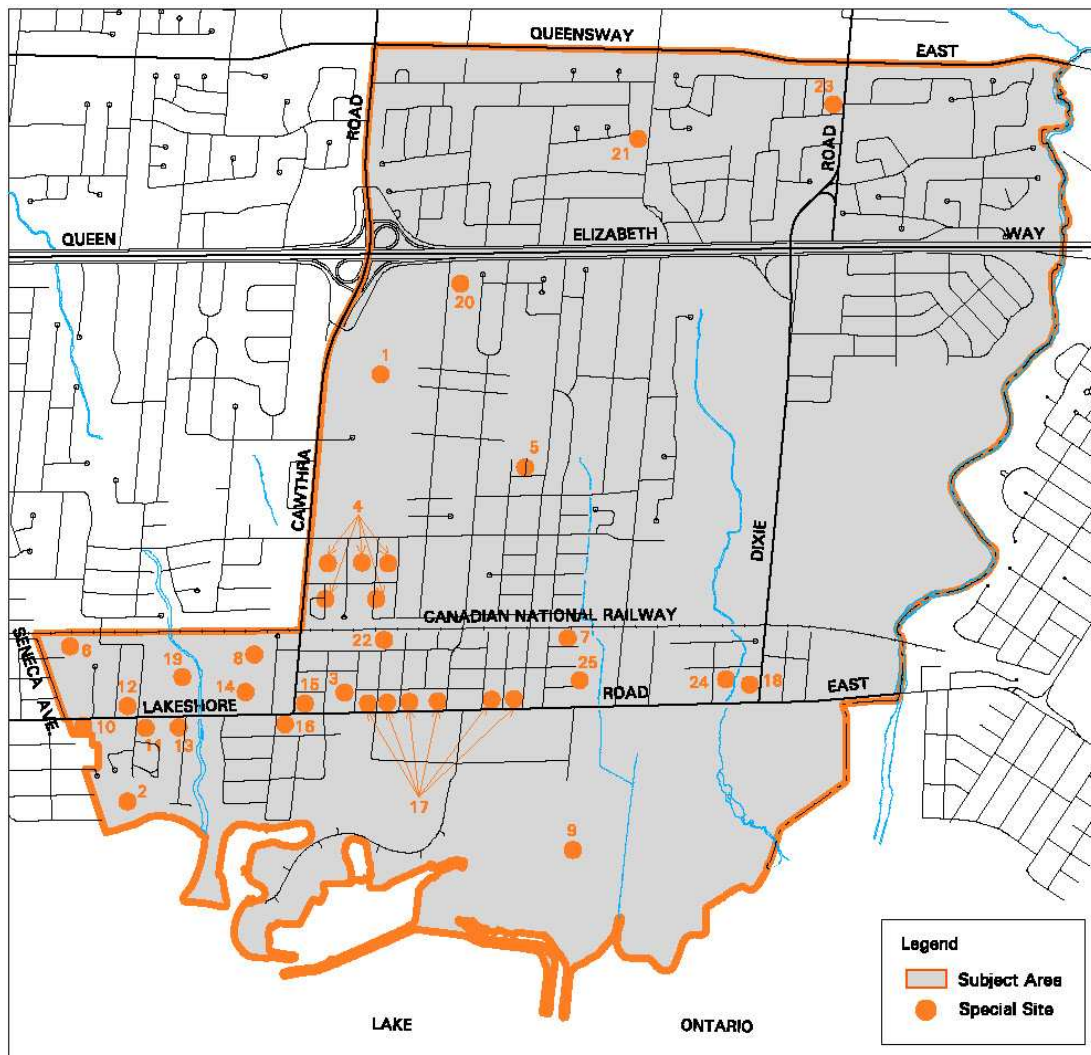 QUEENSWAY
EAST
ROAD
23
21
ROAD
QUEEN
ELIZABETH
WAY
20
1
5
CAWTHRA
4
DIXIE
CANADIAN NATIONAL RAILWAY
SENECA AVE.
6
19
8
22
7
12
14
15
3
25
24
18
LAKESHORE
ROAD
EAST
10
11
13
16
2
17
9
Legend
Subject Area
Special Site
LAKE
ONTARIO